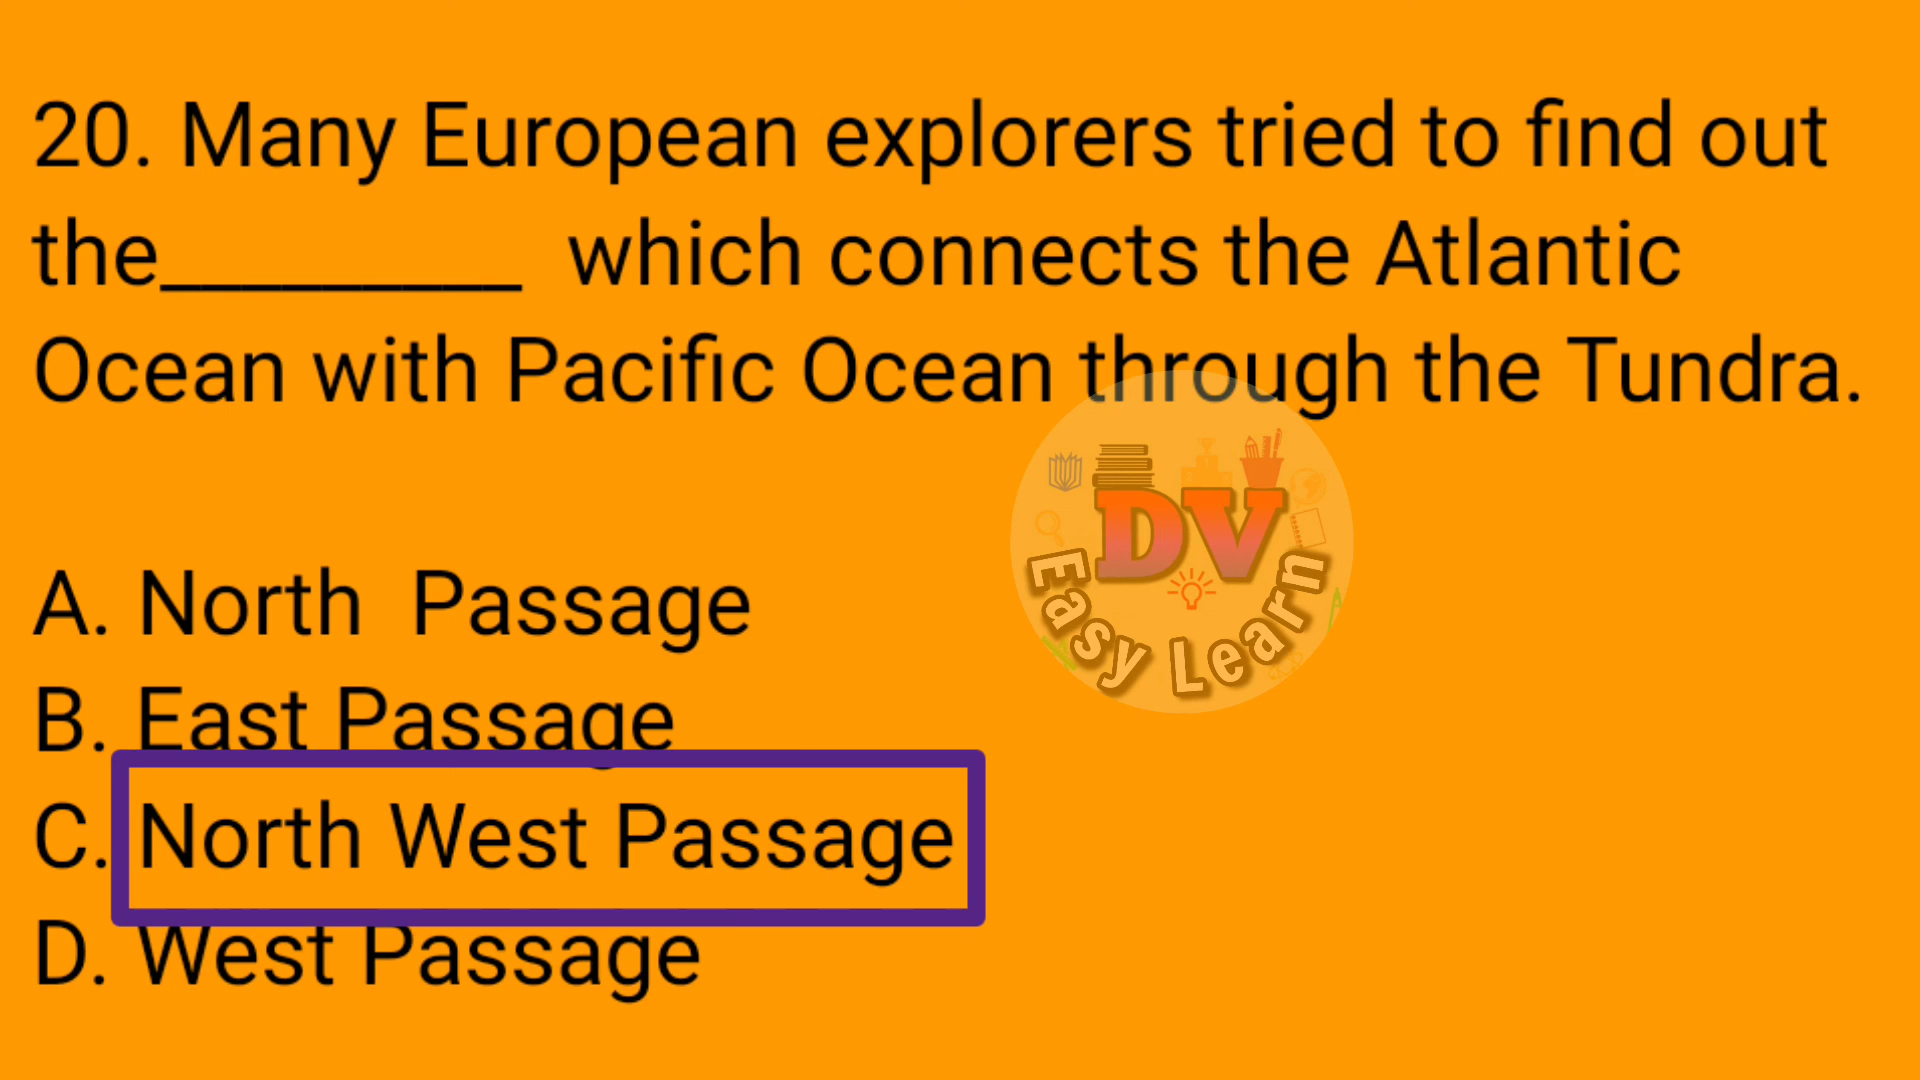 20. Many European explorers tried to find out
the_________ which connects the Atlantic
Ocean with Pacific Ocean through the Tundra.
A. North Passage
B. East Passage
C. North West Passage
D. West Passage
DV
Easy Learn